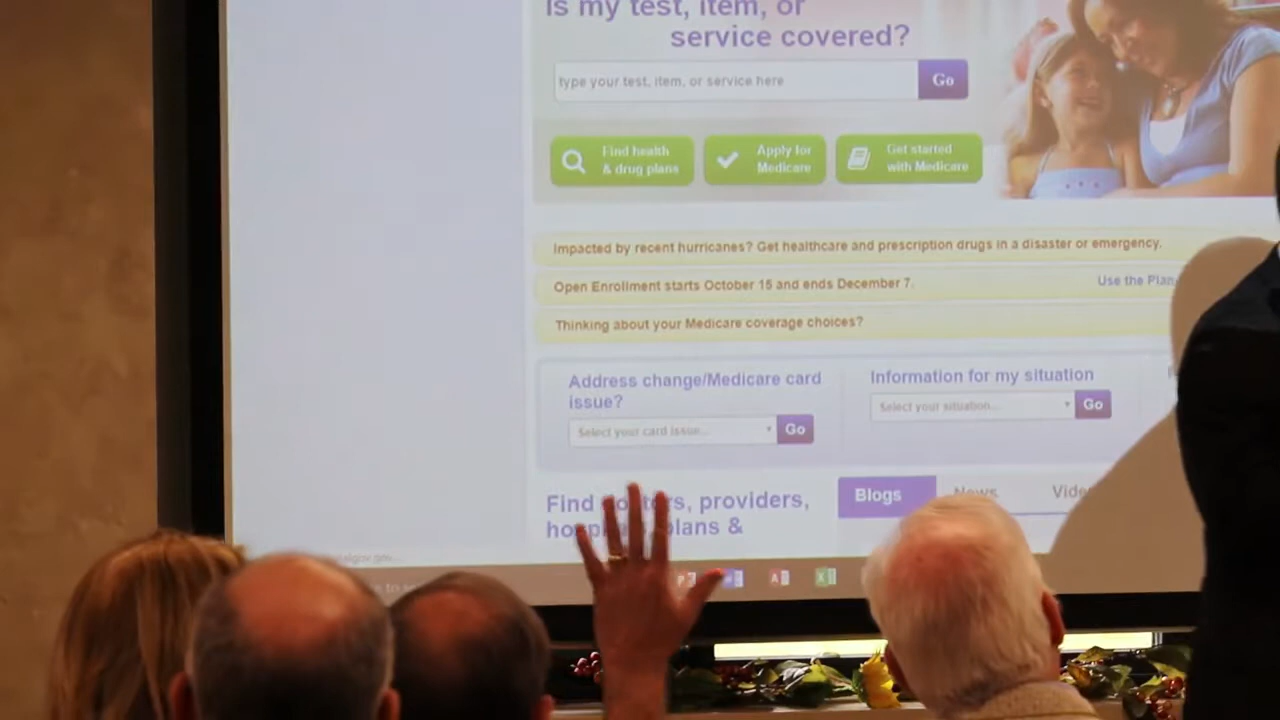 Is my test, item, or
service covered?
type your test, item, or service here
Go
Find health
& drug plans
Apply for
Medicare
Get started
with Medicare
Impacted by recent hurricanes? Get healthcare and prescription drugs in a disaster or emergency.
Open Enrollment starts October 15 and ends December 7.
Use the Plan
Thinking about your Medicare coverage choices?
Address change/Medicare card
issue?
Select your card issue...
Go
Information for my situation
Select your situation...
Go
Find doctors, providers,
hospitals, plans &
Blogs
News